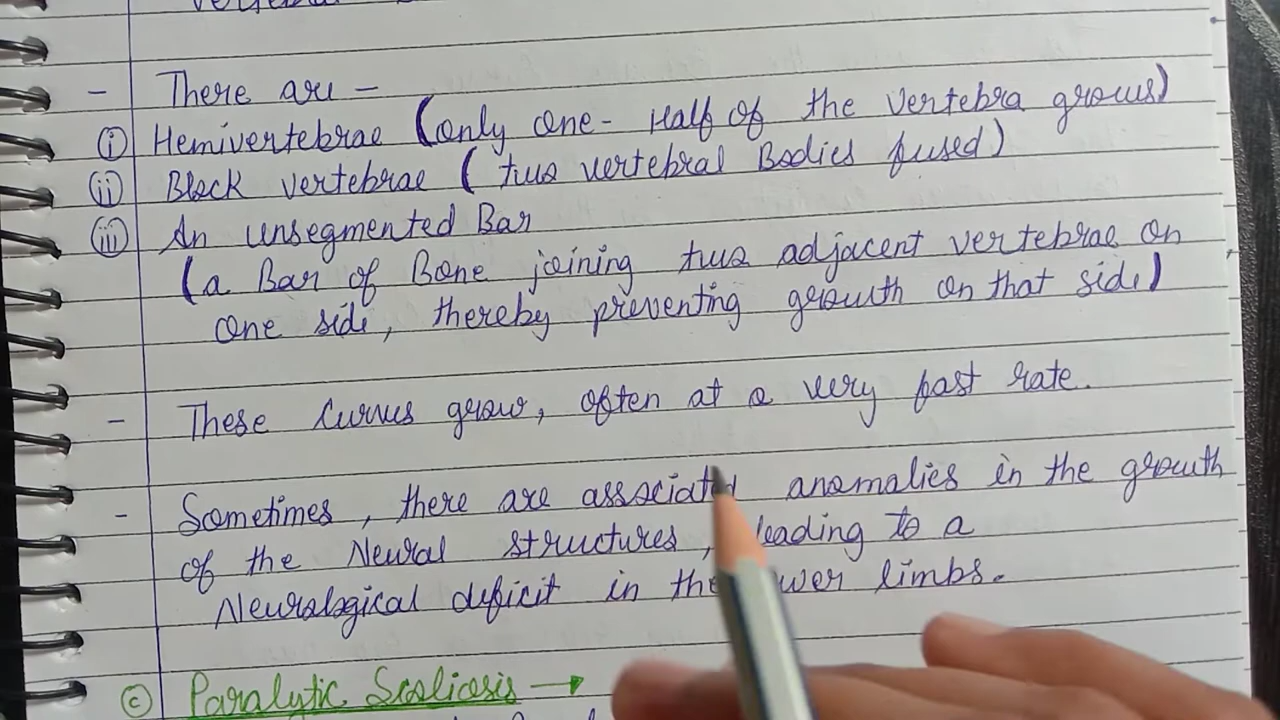 - There are -
(i) Hemivertebrae (only one- Half of the vertebra grows)
(ii) Block vertebrae ( two vertebral Bodies fused)
(iii) An unsegmented Bar
(a Bar of Bone joining two adjacent vertebrae on
one side, thereby preventing growth on that side)
- These Curves grow, often at a very fast rate.
- Sometimes, there are associated anomalies in the growth
of the Neural structures, leading to a
Neurological deficit in the lower limbs.
(c) Paralytic Scoliosis →